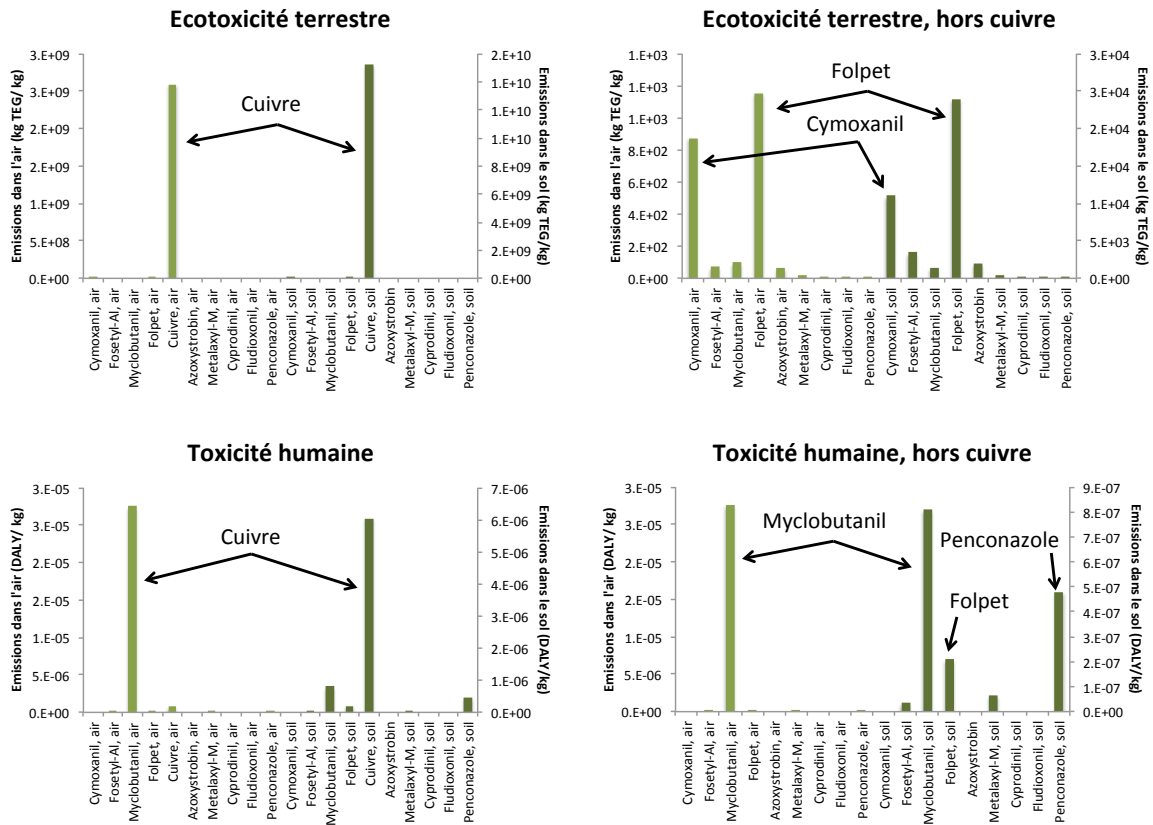 Ecotoxicité terrestre
Emissions dans l'air (kg TEG/ kg)
3.E+09
3.E+09
2.E+09
2.E+09
1.E+09
5.E+08
0.E+00
Cuivre
2.E+10
1.E+10
1.E+10
1.E+10
8.E+09
6.E+09
4.E+09
2.E+09
0.E+00
Emissions dans le sol (kg TEG/kg)
Cymoxanil, air
Fosetyl-Al, air
Myclobutanil, air
Folpet, air
Cuivre, air
Azoxystrobin, air
Metalaxyl-M, air
Cyprodinil, air
Fludioxonil, air
Penconazole, air
Cymoxanil, soil
Fosetyl-Al, soil
Myclobutanil, soil
Folpet, soil
Cuivre, soil
Azoxystrobin
Metalaxyl-M, soil
Cyprodinil, soil
Fludioxonil, soil
Penconazole, soil
Ecotoxicité terrestre, hors cuivre
Emissions dans l'air (kg TEG/ kg)
1.E+03
1.E+03
1.E+03
8.E+02
6.E+02
4.E+02
2.E+02
0.E+00
Folpet
Cymoxanil
3.E+04
3.E+04
2.E+04
2.E+04
1.E+04
5.E+03
0.E+00
Emissions dans le sol (kg TEG/kg)
Cymoxanil, air
Fosetyl-Al, air
Myclobutanil, air
Folpet, air
Azoxystrobin, air
Metalaxyl-M, air
Cyprodinil, air
Fludioxonil, air
Penconazole, air
Cymoxanil, soil
Fosetyl-Al, soil
Myclobutanil, soil
Folpet, soil
Azoxystrobin
Metalaxyl-M, soil
Cyprodinil, soil
Fludioxonil, soil
Penconazole, soil
Toxicité humaine
Emissions dans l'air (DALY/ kg)
3.E-05
3.E-05
2.E-05
2.E-05
1.E-05
5.E-06
0.E+00
Cuivre
7.E-06
6.E-06
5.E-06
4.E-06
3.E-06
2.E-06
1.E-06
0.E+00
Emissions dans le sol (DALY/kg)
Cymoxanil, air
Fosetyl-Al, air
Myclobutanil, air
Folpet, air
Cuivre, air
Azoxystrobin, air
Metalaxyl-M, air
Cyprodinil, air
Fludioxonil, air
Penconazole, air
Cymoxanil, soil
Fosetyl-Al, soil
Myclobutanil, soil
Folpet, soil
Cuivre, soil
Azoxystrobin
Metalaxyl-M, soil
Cyprodinil, soil
Fludioxonil, soil
Penconazole, soil
Toxicité humaine, hors cuivre
Emissions dans l'air (DALY/ kg)
3.E-05
3.E-05
2.E-05
2.E-05
1.E-05
5.E-06
0.E+00
Myclobutanil
Penconazole
Folpet
9.E-07
8.E-07
7.E-07
6.E-07
5.E-07
4.E-07
3.E-07
2.E-07
1.E-07
0.E+00
Emissions dans le sol (DALY/kg)
Cymoxanil, air
Fosetyl-Al, air
Myclobutanil, air
Folpet, air
Azoxystrobin, air
Metalaxyl-M, air
Cyprodinil, air
Fludioxonil, air
Penconazole, air
Cymoxanil, soil
Fosetyl-Al, soil
Myclobutanil, soil
Folpet, soil
Azoxystrobin
Metalaxyl-M, soil
Cyprodinil, soil
Fludioxonil, soil
Penconazole, soil